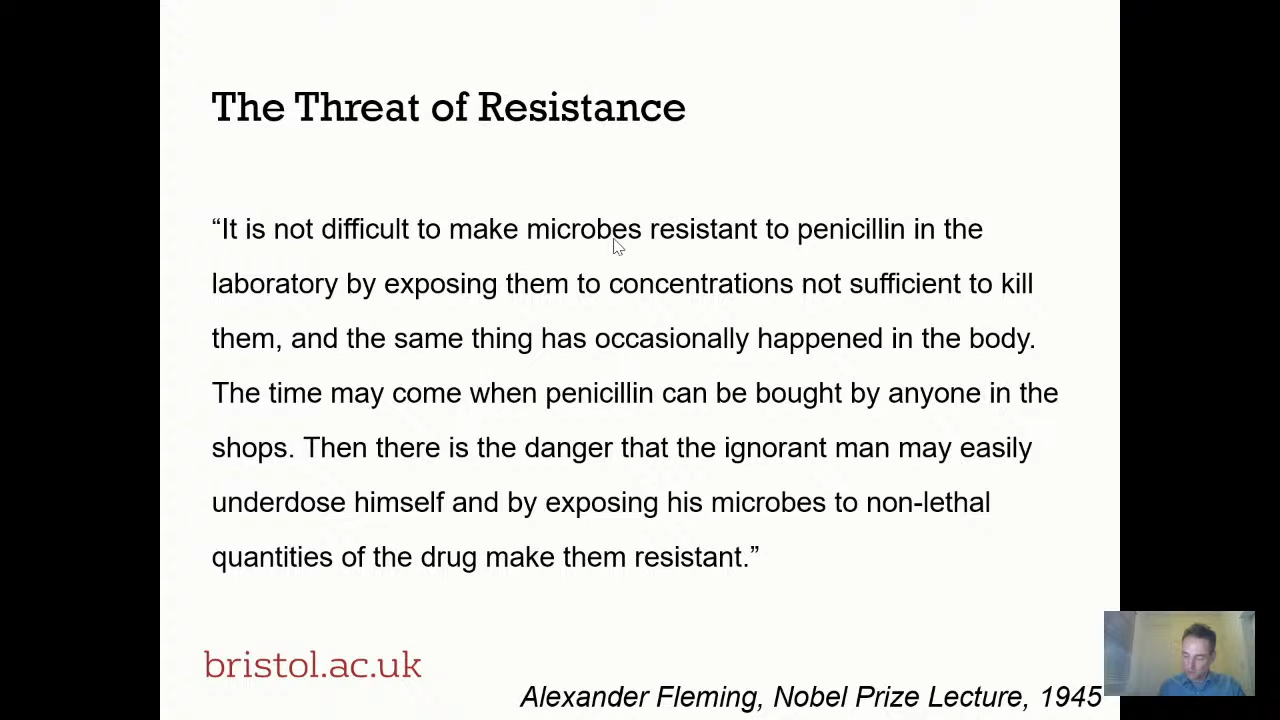 The Threat of Resistance
“It is not difficult to make microbes resistant to penicillin in the
laboratory by exposing them to concentrations not sufficient to kill
them, and the same thing has occasionally happened in the body.
The time may come when penicillin can be bought by anyone in the
shops. Then there is the danger that the ignorant man may easily
underdose himself and by exposing his microbes to non-lethal
quantities of the drug make them resistant.”
bristol.ac.uk
Alexander Fleming, Nobel Prize Lecture, 1945